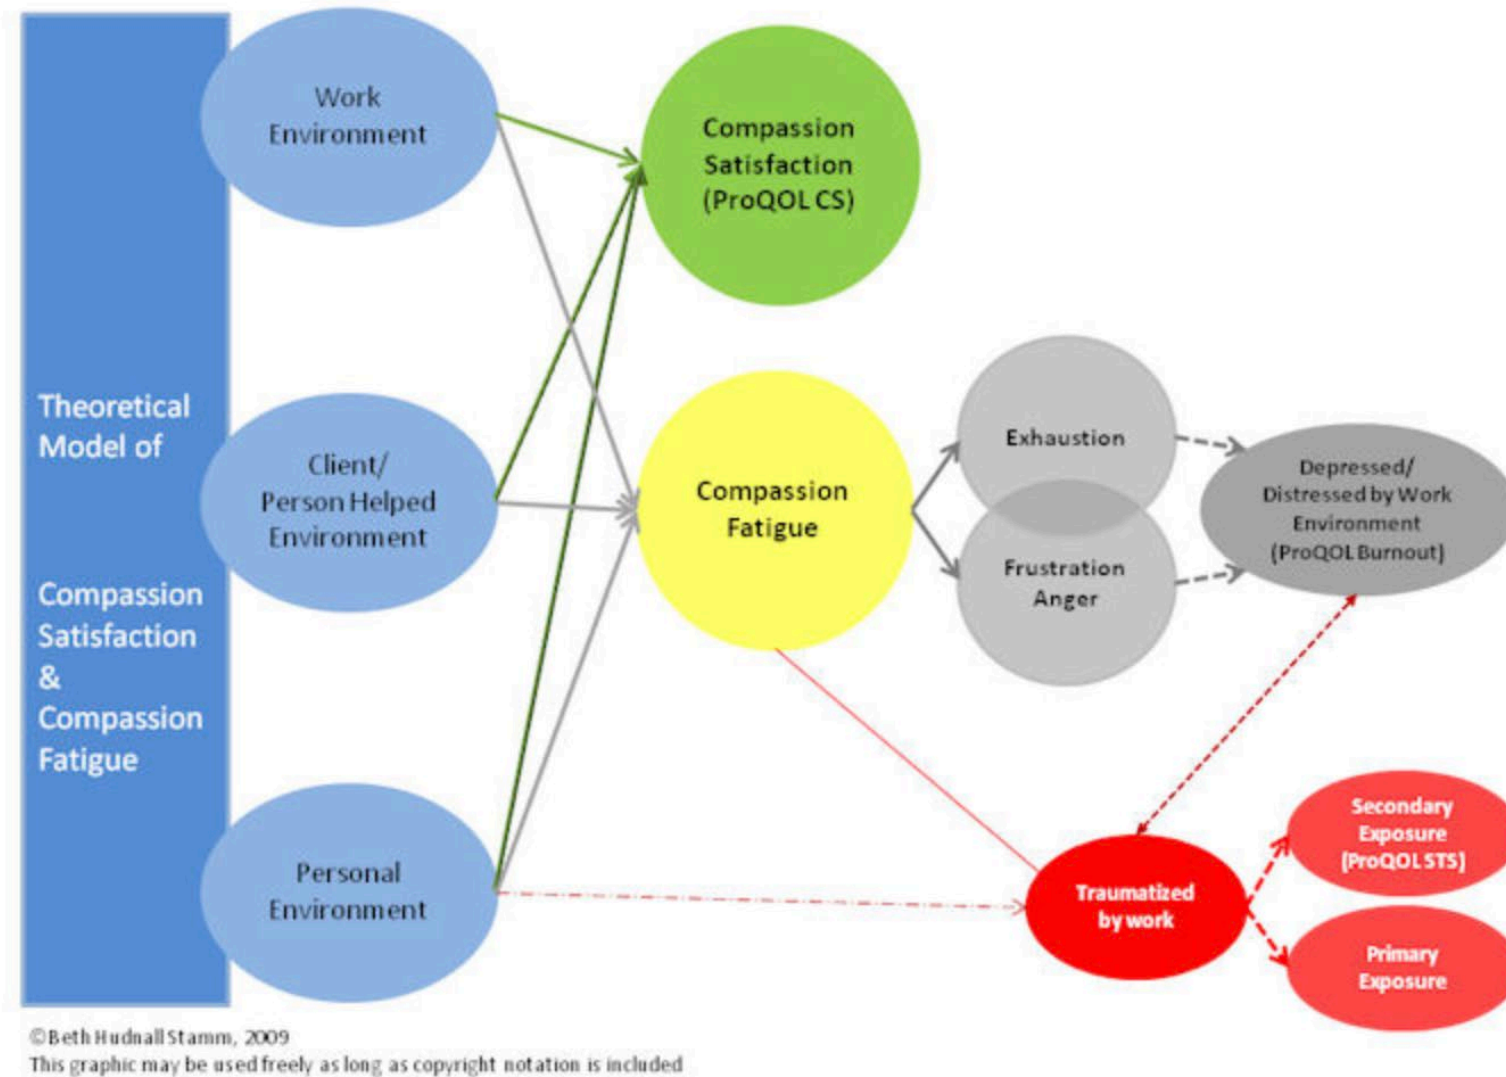 Theoretical
Model of
Compassion
Satisfaction
&
Compassion
Fatigue
Work
Environment
Client/
Person Helped
Environment
Personal
Environment
Compassion
Satisfaction
(ProQOL CS)
Compassion
Fatigue
Exhaustion
Frustration
Anger
Depressed/
Distressed by Work
Environment
(ProQOL Burnout)
Traumatized
by work
Secondary
Exposure
(ProQOL STS)
Primary
Exposure
©Beth Hudnall Stamm, 2009
This graphic may be used freely as long as copyright notation is included